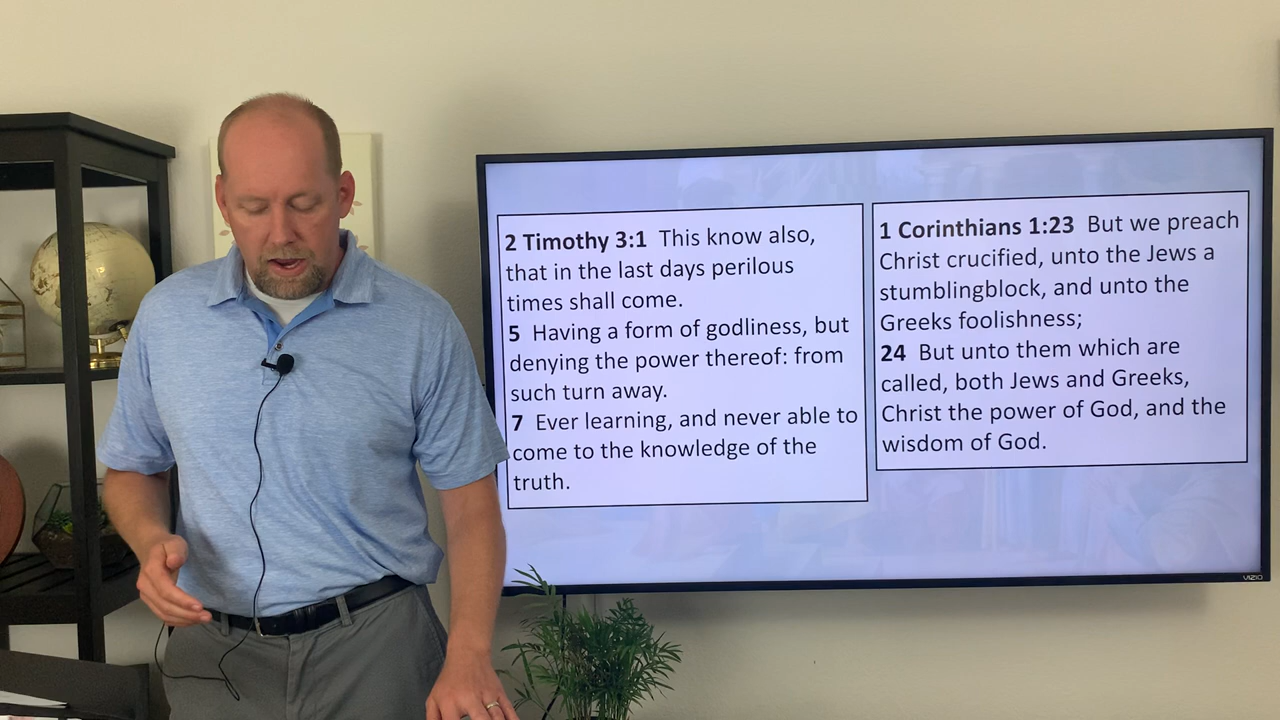 2 Timothy 3:1 This know also,
that in the last days perilous
times shall come.
5 Having a form of godliness, but
denying the power thereof: from
such turn away.
7 Ever learning, and never able to
come to the knowledge of the
truth.
1 Corinthians 1:23 But we preach
Christ crucified, unto the Jews a
stumblingblock, and unto the
Greeks foolishness;
24 But unto them which are
called, both Jews and Greeks,
Christ the power of God, and the
wisdom of God.
VIZIO